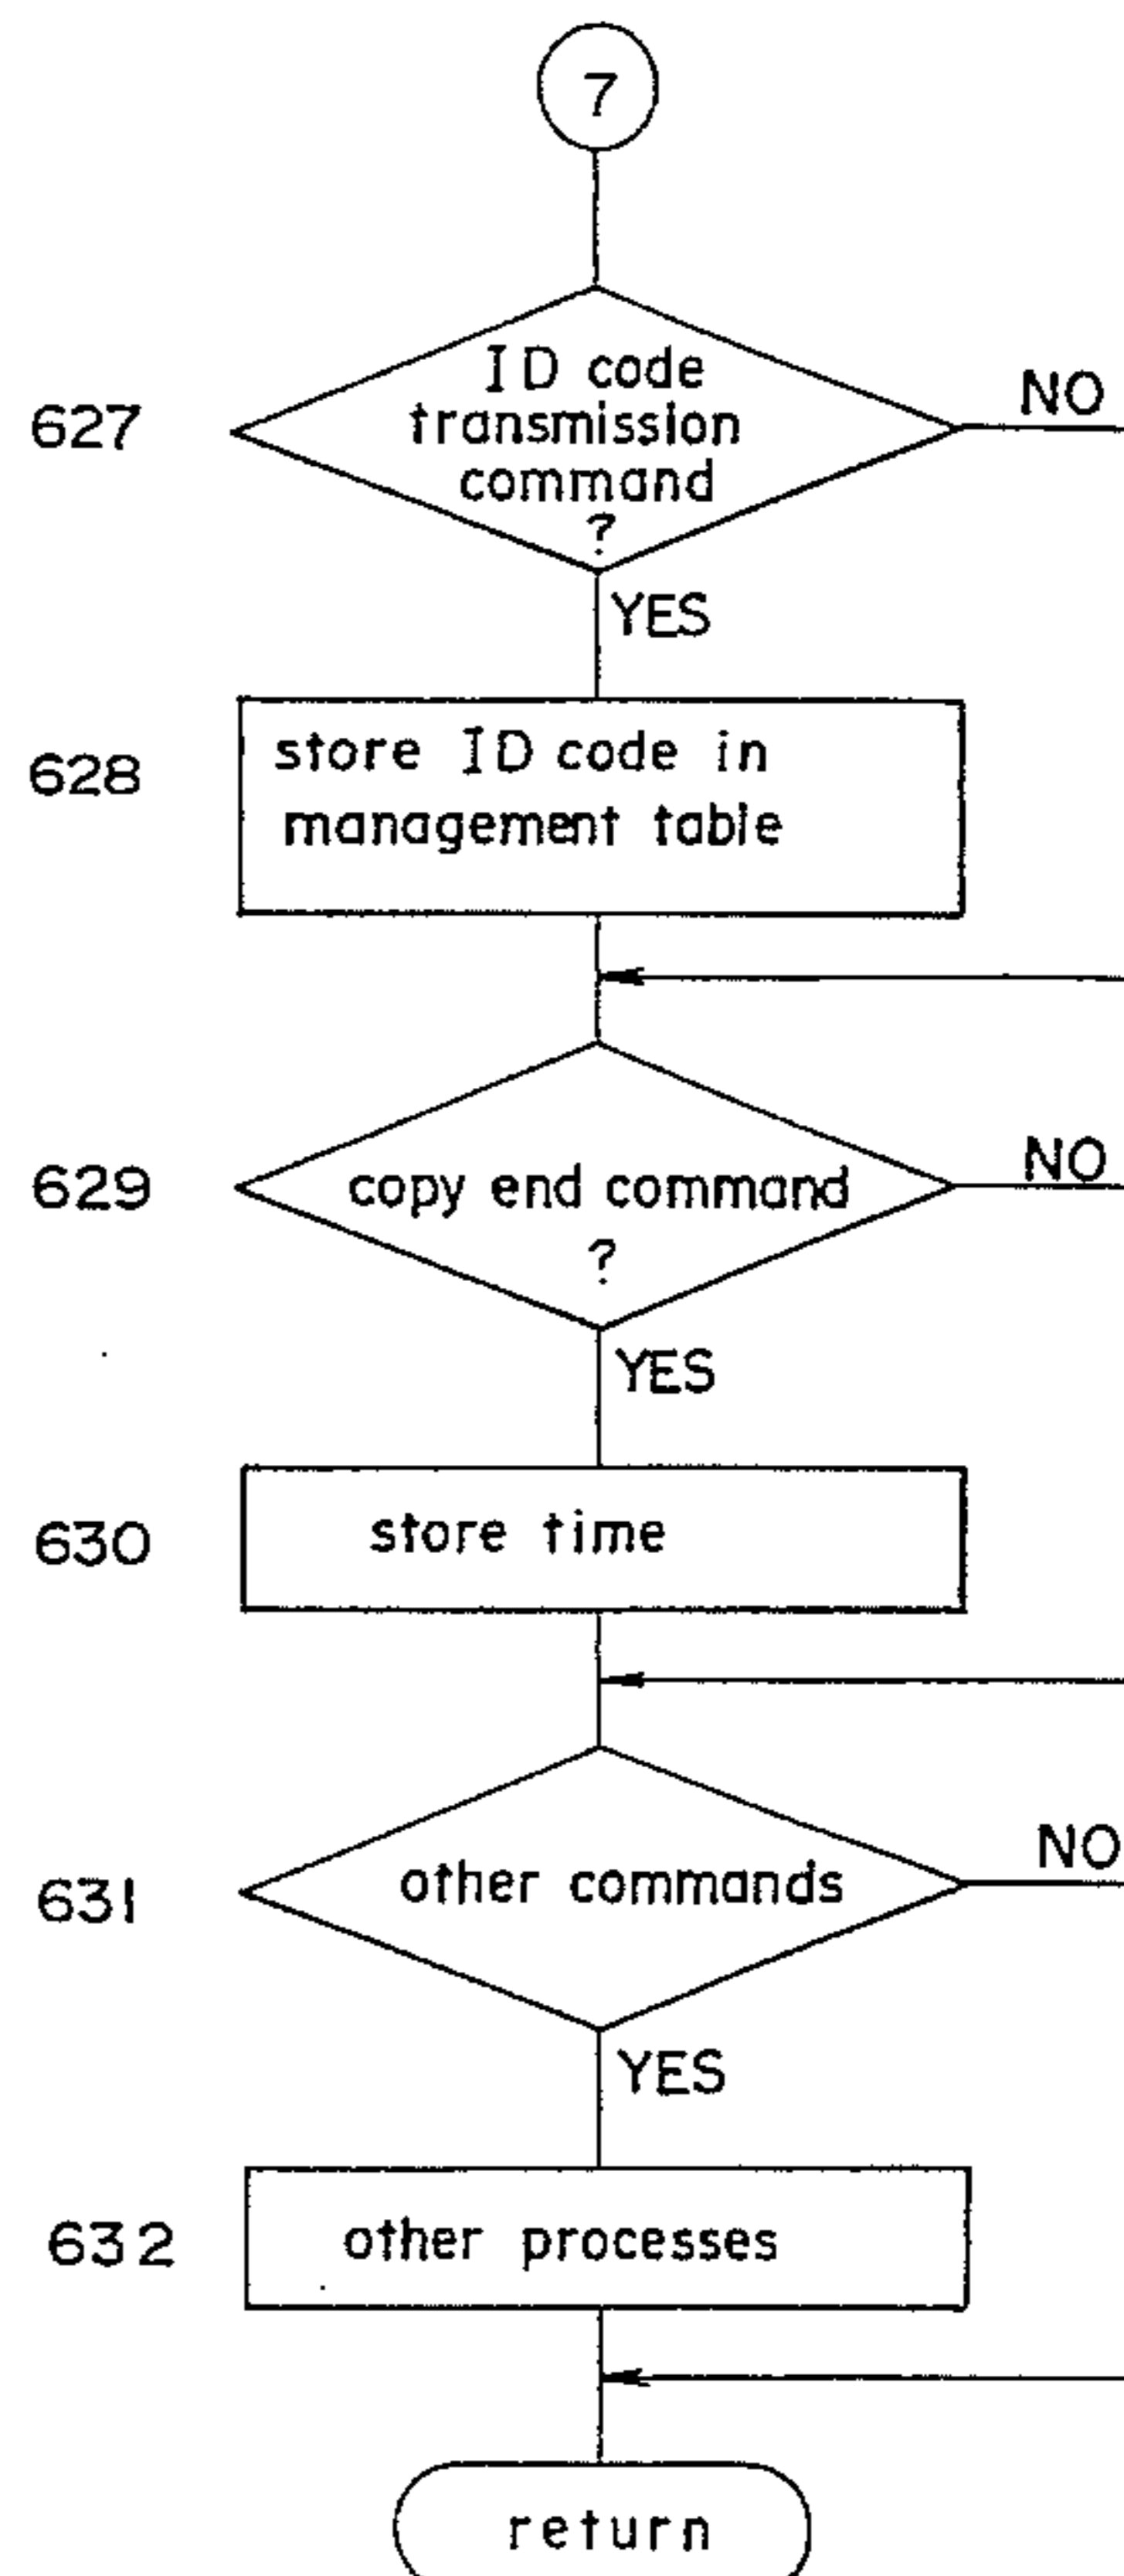 7
ID code
transmission
command
?
NO
627
YES
store ID code in
management table
628
copy end command
?
NO
629
YES
store time
630
other commands
NO
631
YES
other processes
632
return